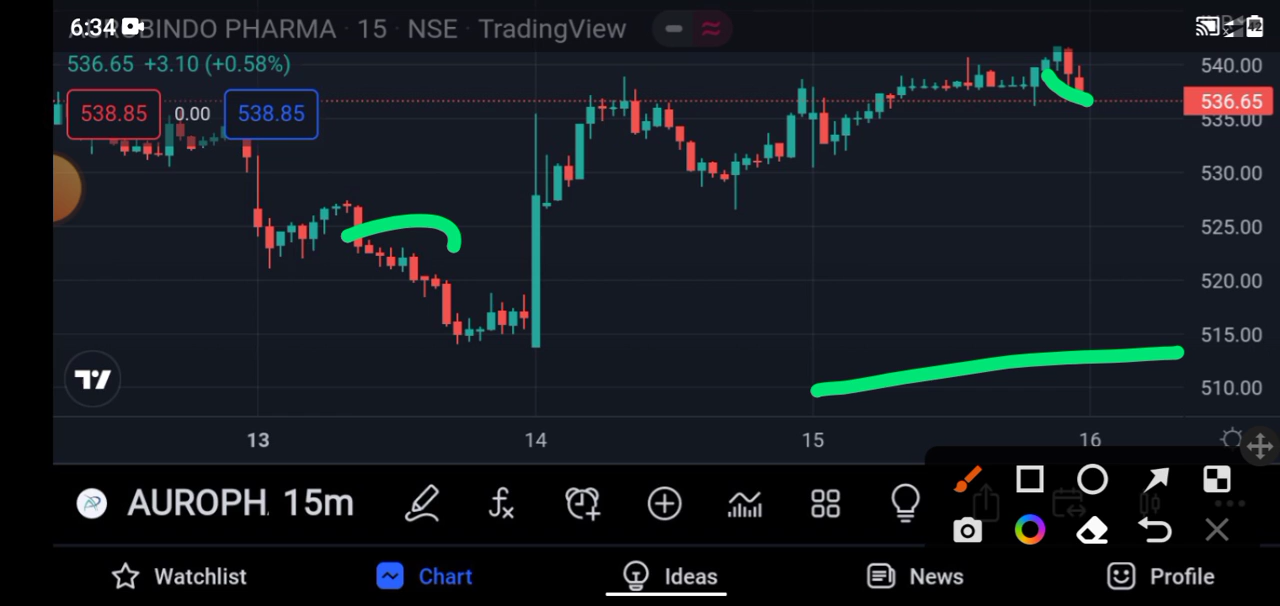 6:34
BINDO PHARMA · 15 · NSE · TradingView
536.65 +3.10 (+0.58%)
538.85 0.00 538.85
540.00
536.65
535.00
530.00
525.00
520.00
515.00
510.00
13 14 15 16
AUROPH 15m
Watchlist Chart Ideas News Profile